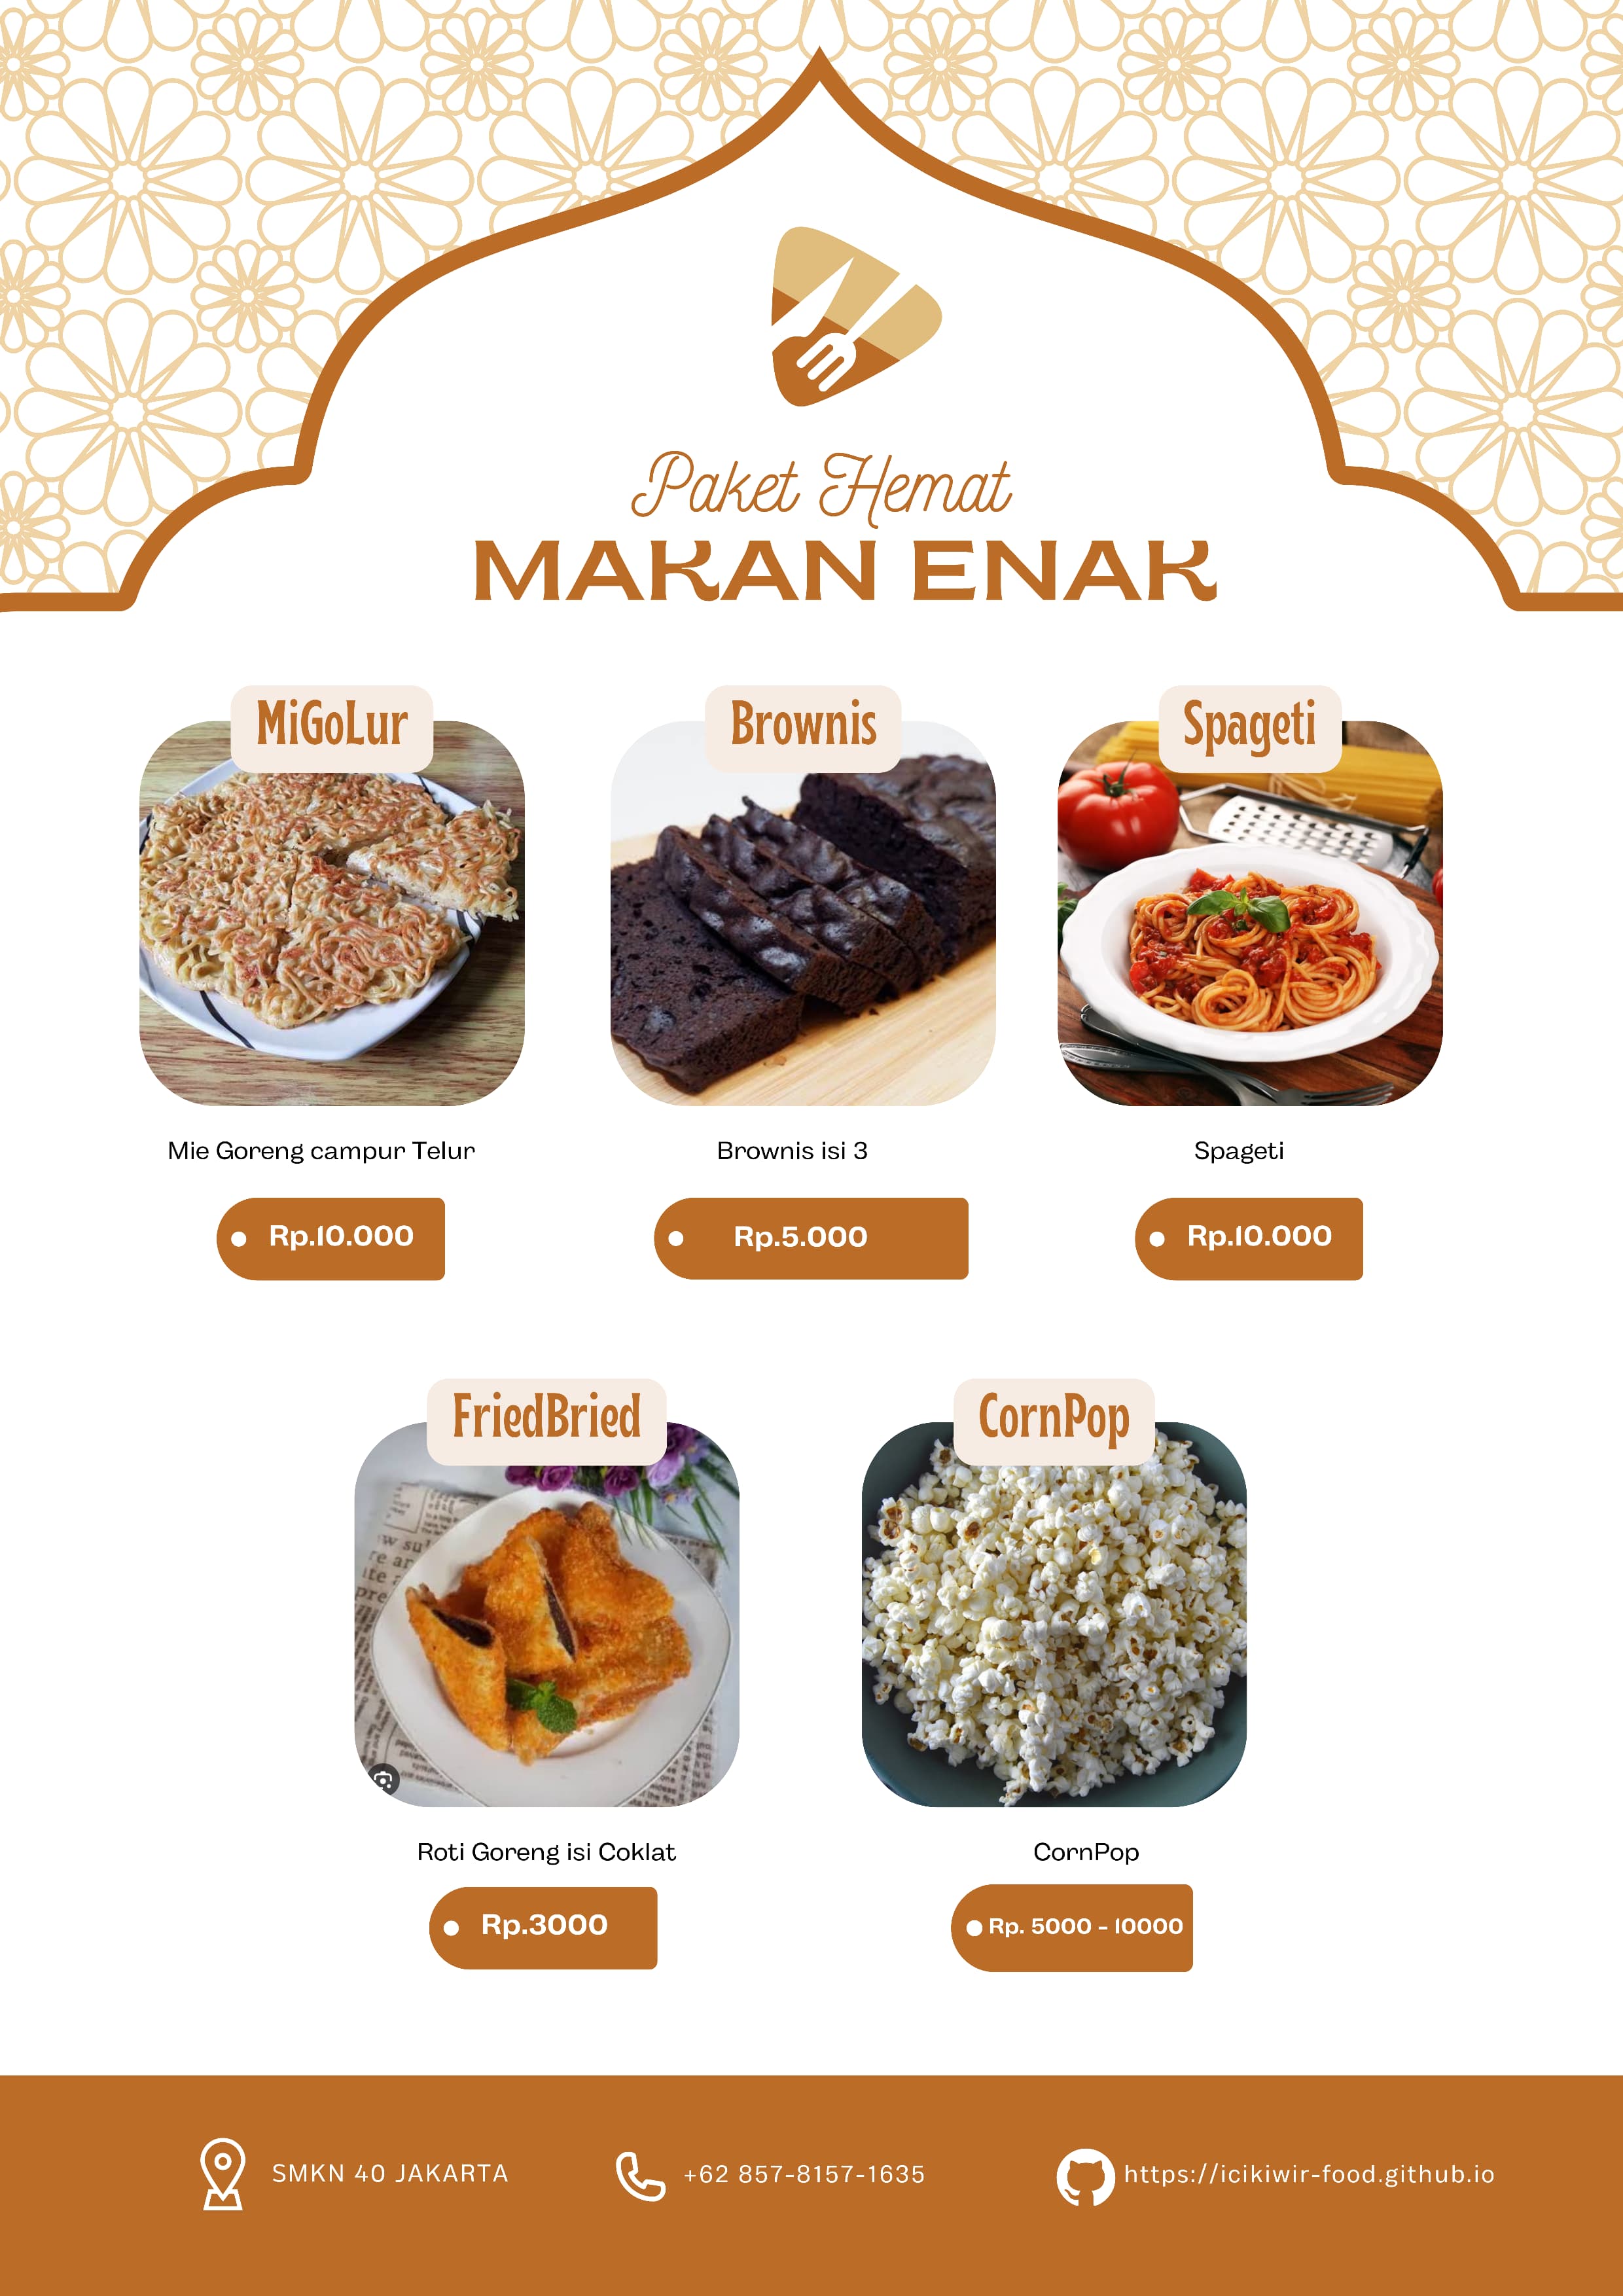 Paket Hemat
MAKAN ENAK
MiGoLur
Brownis
Spageti
Mie Goreng campur Telur
Brownis isi 3
Spageti
Rp.10.000
Rp.5.000
Rp.10.000
FriedBried
CornPop
Roti Goreng isi Coklat
CornPop
Rp.3000
Rp. 5000 - 10000
SMKN 40 JAKARTA
+62 857-8157-1635
https://icikiwir-food.github.io